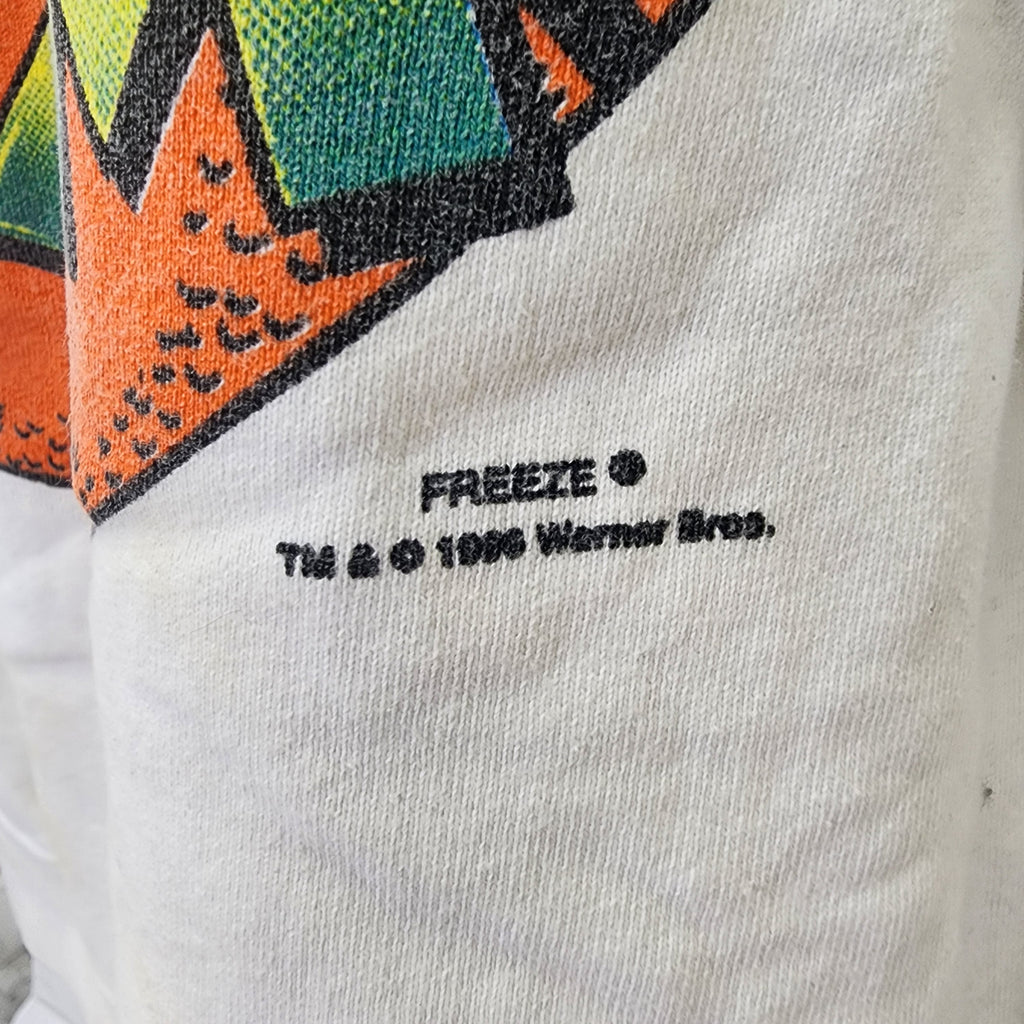 FREEZE ®
TM & © 1996 Warner Bros.